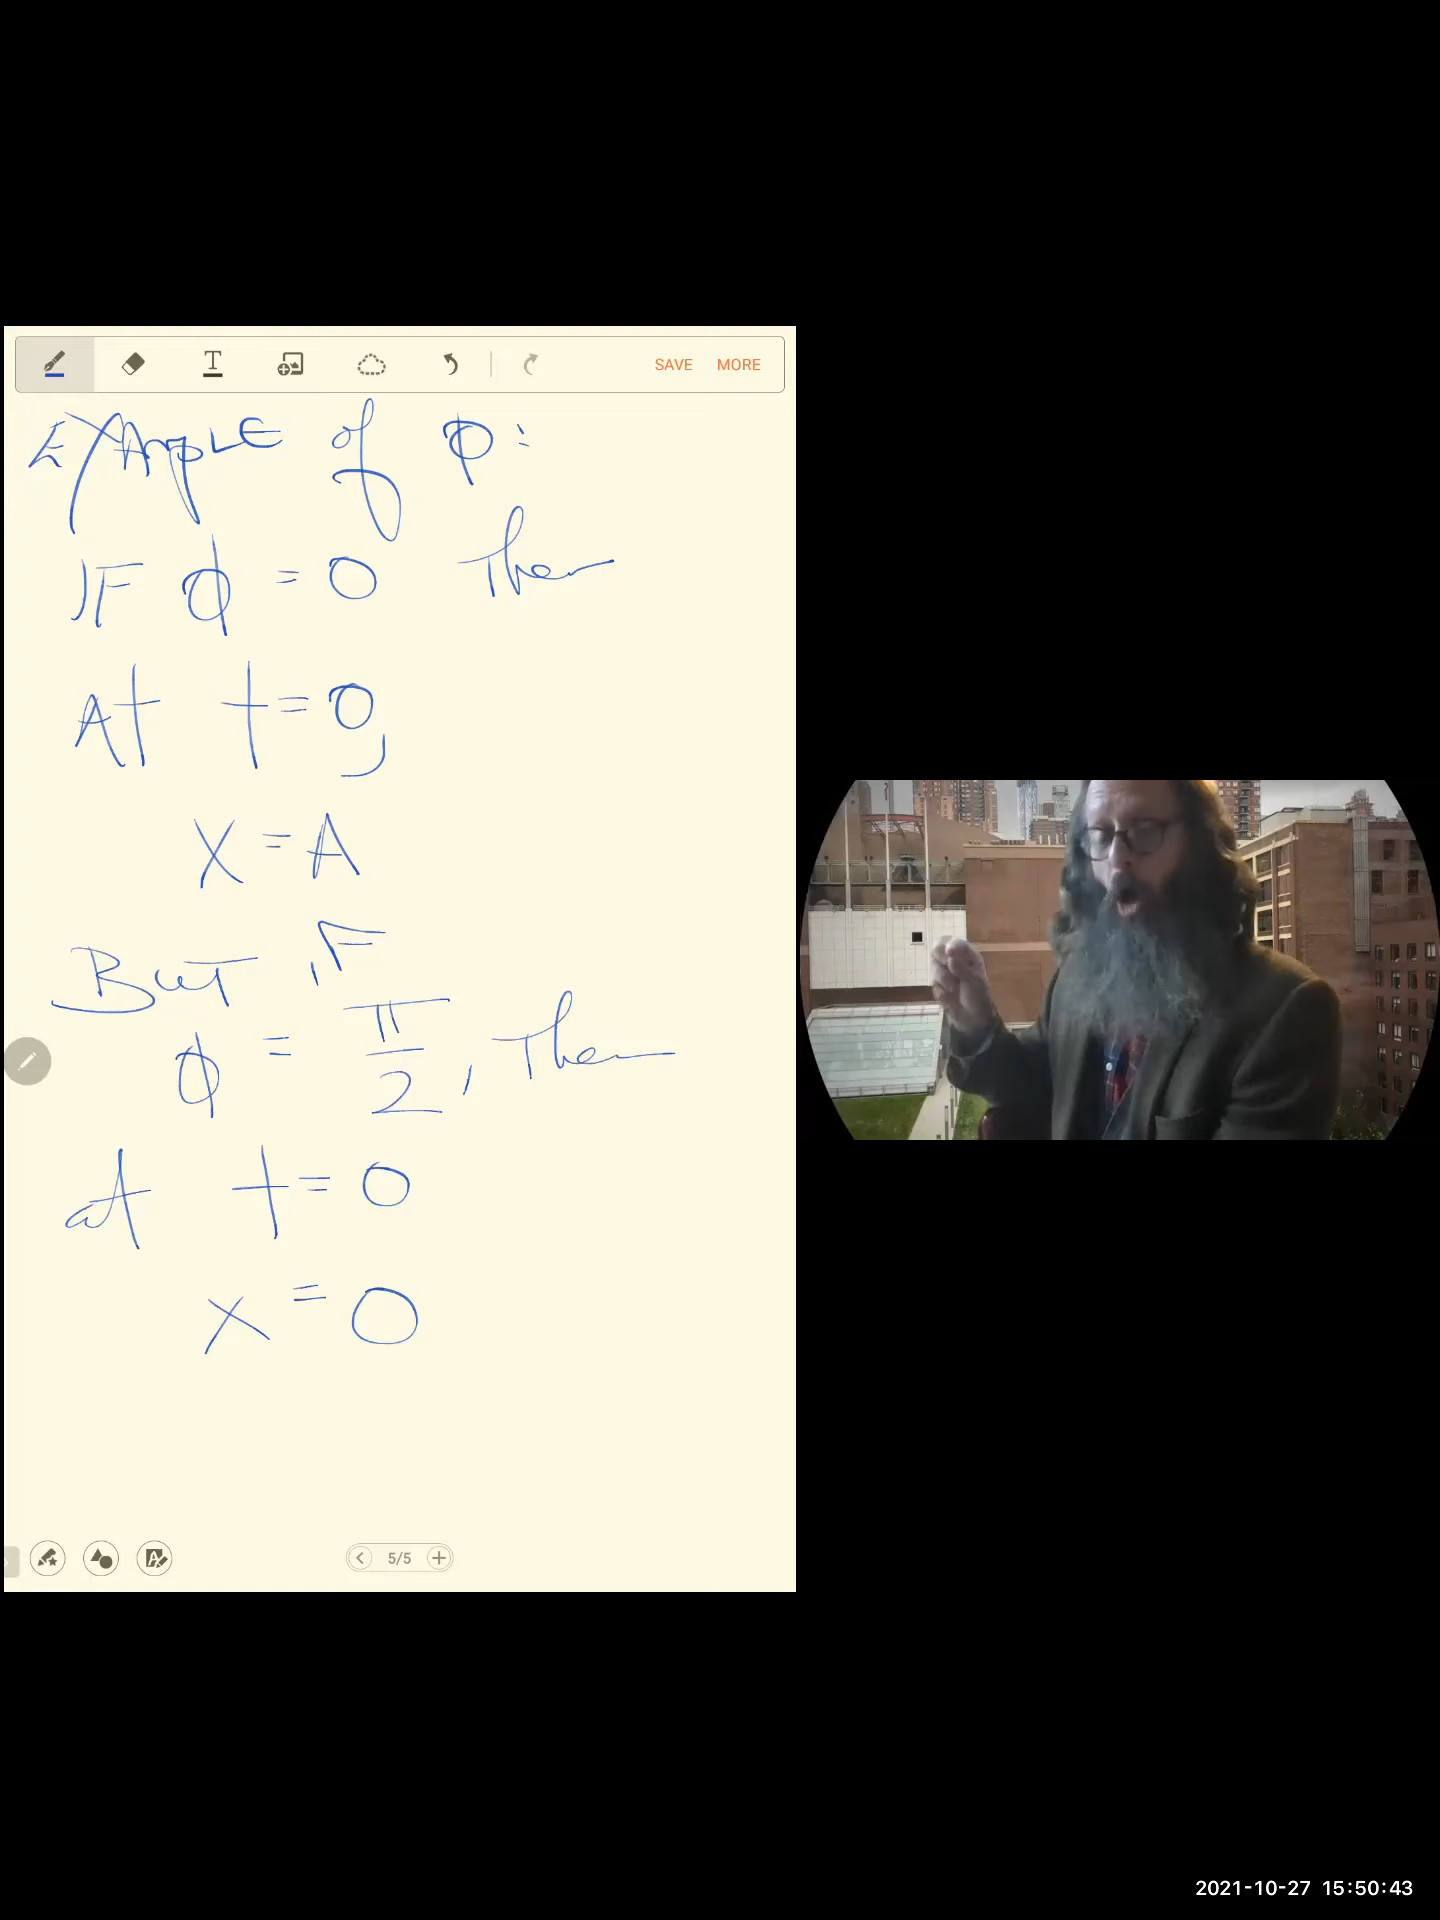 T
SAVE MORE
EXAmpLE of Φ:
IF ϕ = 0 Then
At t=0,
X = A
But iF
ϕ = π/2, Then
at t= 0
x = 0
5/5
2021-10-27 15:50:43